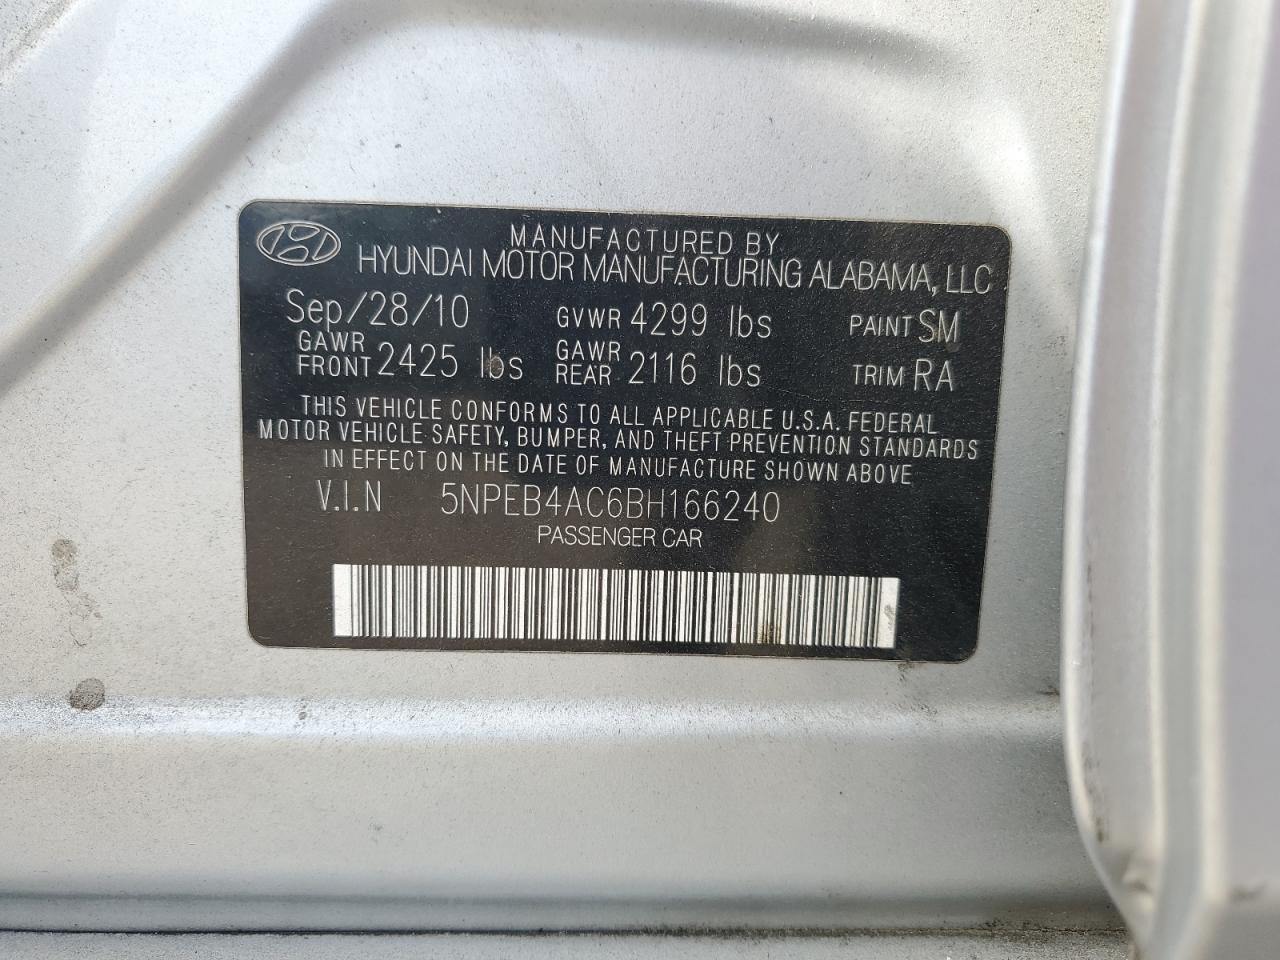 MANUFACTURED BY
HYUNDAI MOTOR MANUFACTURING ALABAMA, LLC
Sep/28/10 GVWR 4299 lbs PAINT SM
GAWR FRONT 2425 lbs GAWR REAR 2116 lbs TRIM RA
THIS VEHICLE CONFORMS TO ALL APPLICABLE U.S.A. FEDERAL
MOTOR VEHICLE SAFETY, BUMPER, AND THEFT PREVENTION STANDARDS
IN EFFECT ON THE DATE OF MANUFACTURE SHOWN ABOVE
V.I.N 5NPEB4AC6BH166240
PASSENGER CAR